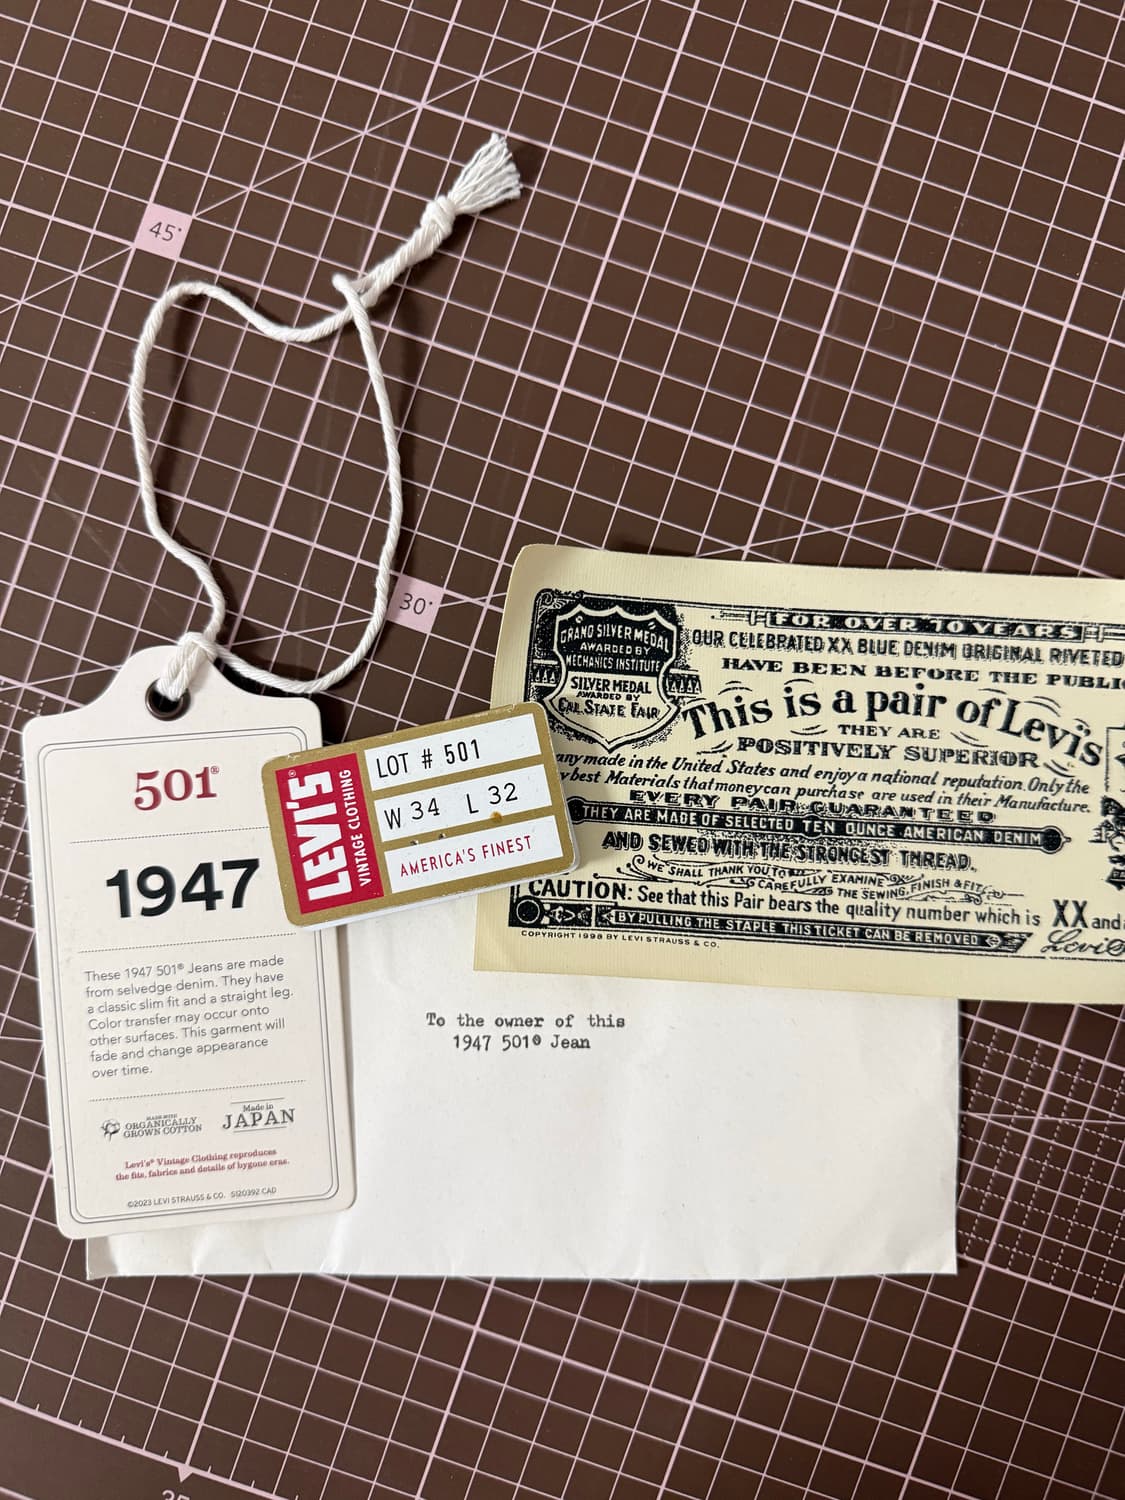 45°
30°
501®
1947
These 1947 501® Jeans are made
from selvedge denim. They have
a classic slim fit and a straight leg.
Color transfer may occur onto
other surfaces. This garment will
fade and change appearance
over time.
MADE WITH
ORGANICALLY
GROWN COTTON
Made in
JAPAN
Levi's® Vintage Clothing reproduces
the fits, fabrics and details of bygone eras.
©2023 LEVI STRAUSS & CO. SI20392 CAD
LEVI'S®
VINTAGE CLOTHING
LOT # 501
W 34 L 32
AMERICA'S FINEST
GRAND SILVER MEDAL
AWARDED BY
MECHANICS INSTITUTE
SILVER MEDAL
AWARDED BY
CAL. STATE FAIR
FOR OVER 70 YEARS
OUR CELEBRATED XX BLUE DENIM ORIGINAL RIVETED
HAVE BEEN BEFORE THE PUBLIC
This is a pair of Levi's
THEY ARE
POSITIVELY SUPERIOR
any made in the United States and enjoy a national reputation. Only the
best Materials that money can purchase are used in their Manufacture.
EVERY PAIR GUARANTEED
THEY ARE MADE OF SELECTED TEN OUNCE AMERICAN DENIM
AND SEWED WITH THE STRONGEST THREAD.
WE SHALL THANK YOU TO
CAREFULLY EXAMINE
THE SEWING, FINISH & FIT
CAUTION: See that this Pair bears the quality number which is XX and
BY PULLING THE STAPLE THIS TICKET CAN BE REMOVED
COPYRIGHT 1998 BY LEVI STRAUSS & CO.
To the owner of this
1947 501® Jean